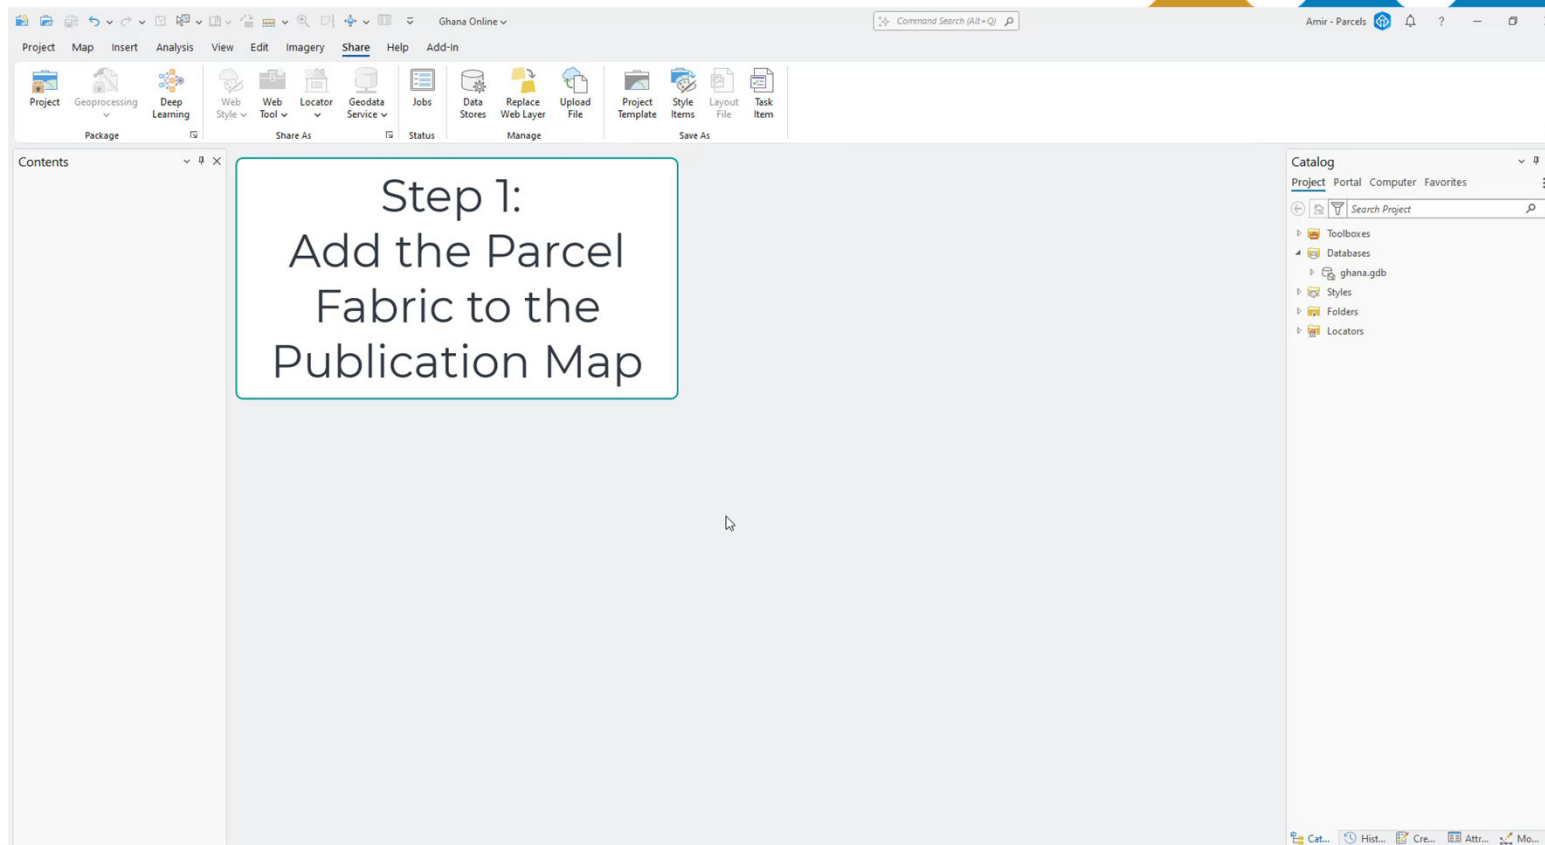 Ghana Online
Command Search (Alt+Q)
Amir - Parcels
?
Project Map Insert Analysis View Edit Imagery Share Help Add-In
Project
Geoprocessing
Deep
Learning
Package
Web
Style
Web
Tool
Locator
Geodata
Service
Share As
Jobs
Status
Data
Stores
Replace
Web Layer
Upload
File
Manage
Project
Template
Style
Items
Layout
File
Task
Item
Save As
Contents
Step 1:
Add the Parcel
Fabric to the
Publication Map
Catalog
Project Portal Computer Favorites
Search Project
Toolboxes
Databases
ghana.gdb
Styles
Folders
Locators
Cat... Hist... Cre... Attr... Mo...